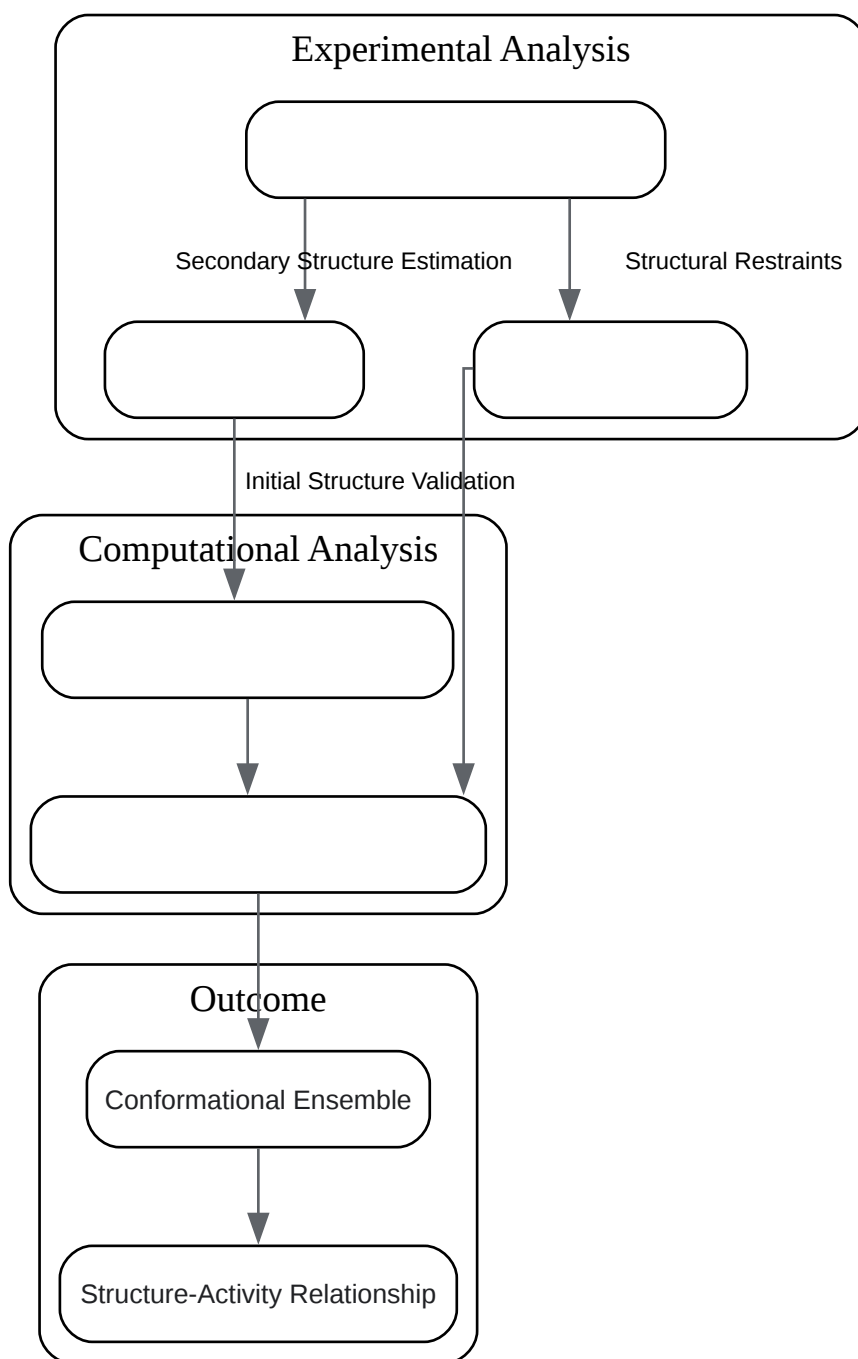 Experimental Analysis
Secondary Structure Estimation
Structural Restraints
Initial Structure Validation
Computational Analysis
Outcome
Conformational Ensemble
Structure-Activity Relationship